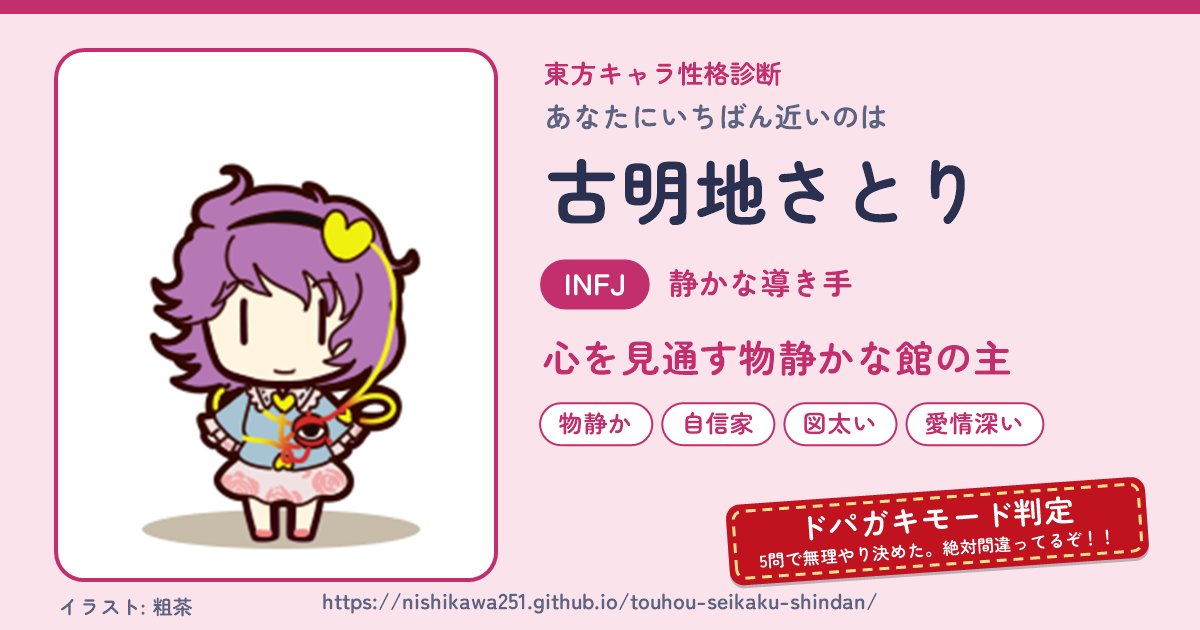 東方キャラ性格診断
あなたにいちばん近いのは
古明地さとり
INFJ 静かな導き手
心を見通す物静かな館の主
物静か 自信家 図太い 愛情深い
ドパガキモード判定
5問で無理やり決めた。絶対間違ってるぞ！！
イラスト: 粗茶
https://nishikawa251.github.io/touhou-seikaku-shindan/